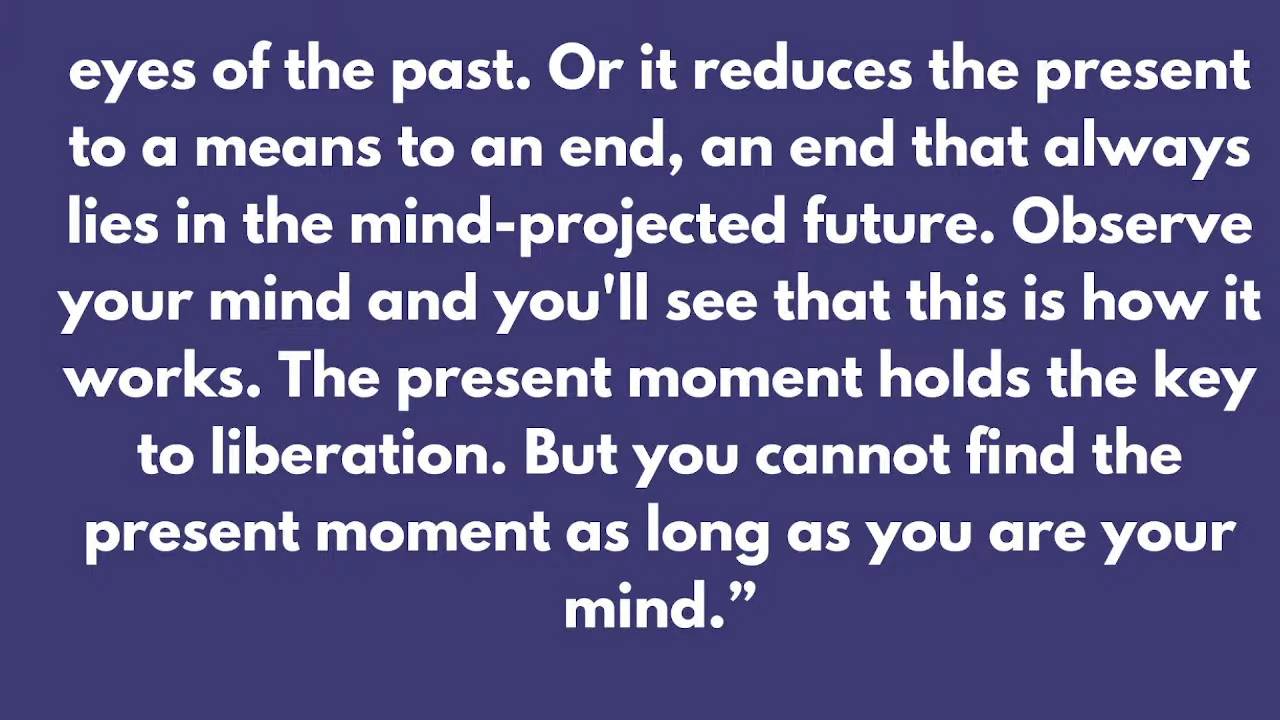 eyes of the past. Or it reduces the present
to a means to an end, an end that always
lies in the mind-projected future. Observe
your mind and you'll see that this is how it
works. The present moment holds the key
to liberation. But you cannot find the
present moment as long as you are your
mind.”